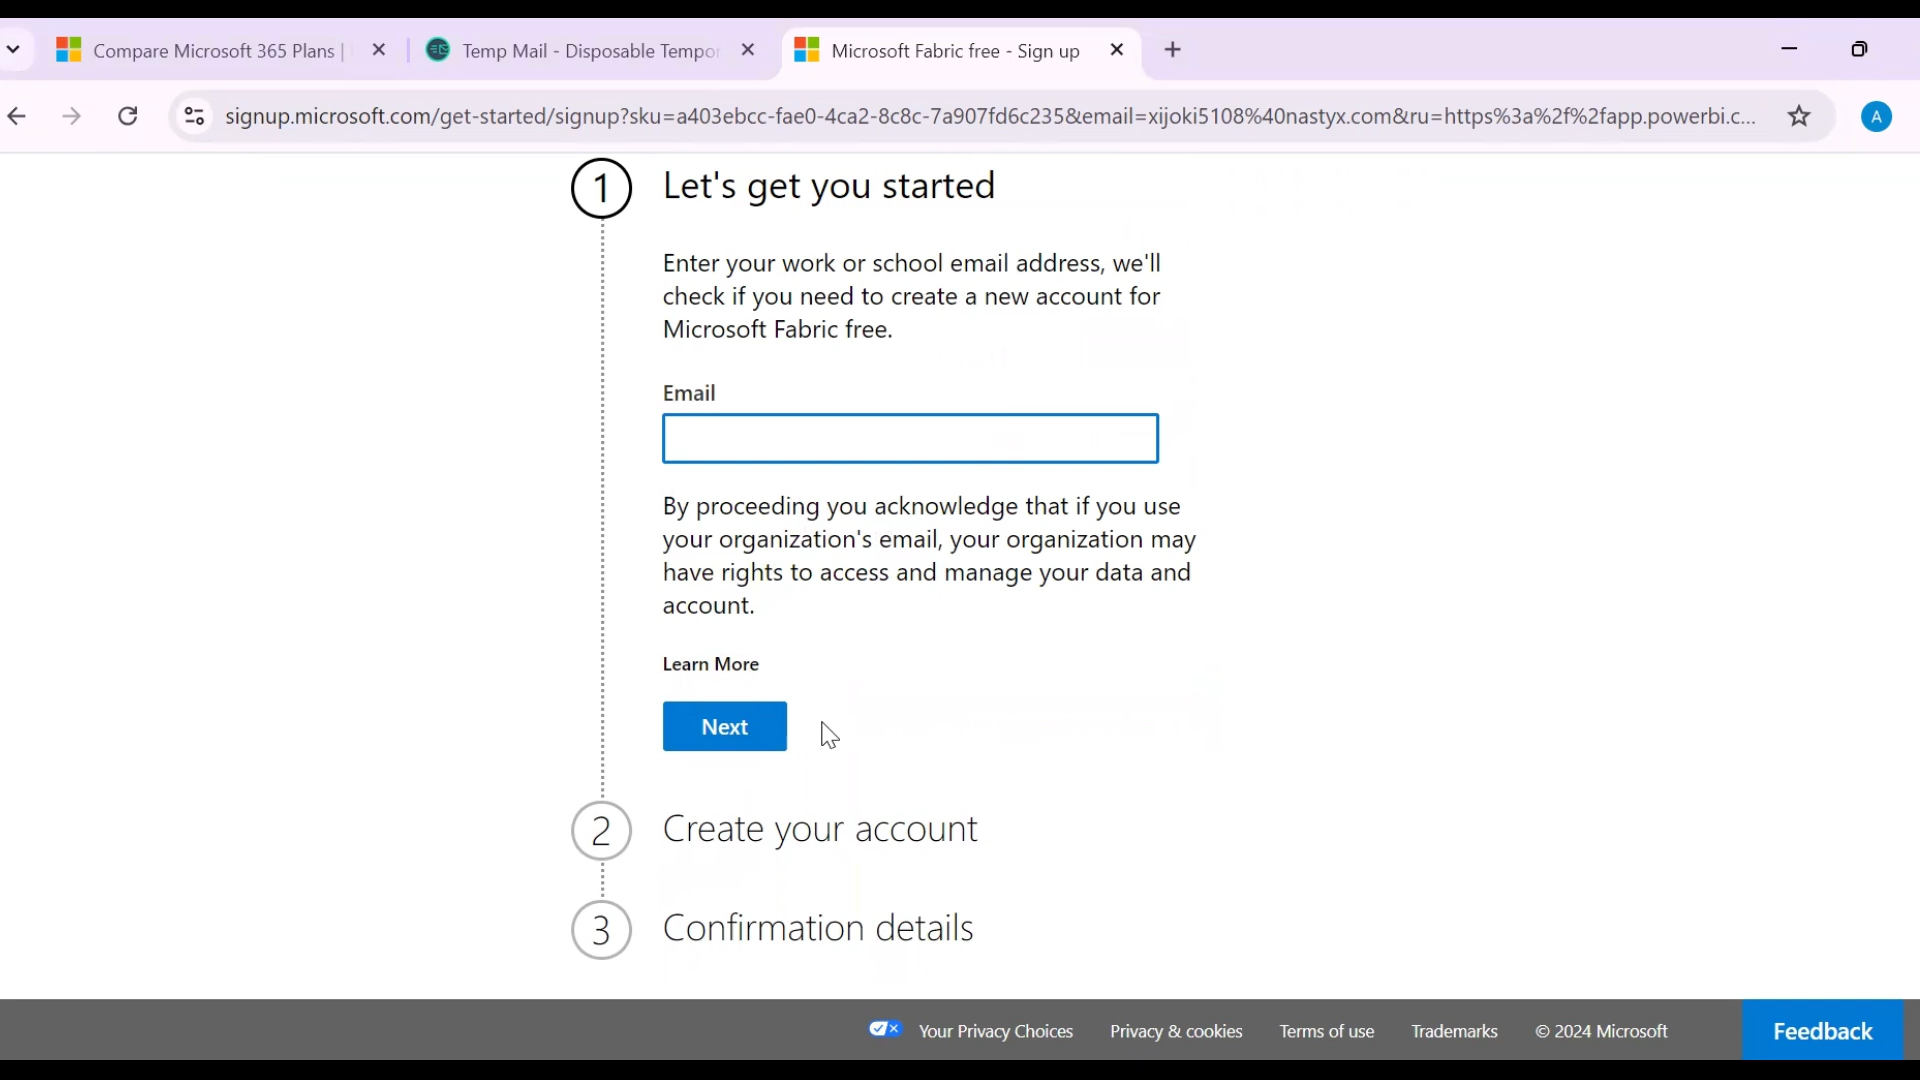 Compare Microsoft 365 Plans |
Temp Mail - Disposable Tempor
Microsoft Fabric free - Sign up
signup.microsoft.com/get-started/signup?sku=a403ebcc-fae0-4ca2-8c8c-7a907fd6c235&email=xijoki5108%40nastyx.com&ru=https%3a%2f%2fapp.powerbi.c...
A
1 Let's get you started
Enter your work or school email address, we'll
check if you need to create a new account for
Microsoft Fabric free.
Email
By proceeding you acknowledge that if you use
your organization's email, your organization may
have rights to access and manage your data and
account.
Learn More
Next
2 Create your account
3 Confirmation details
Your Privacy Choices Privacy & cookies Terms of use Trademarks © 2024 Microsoft Feedback